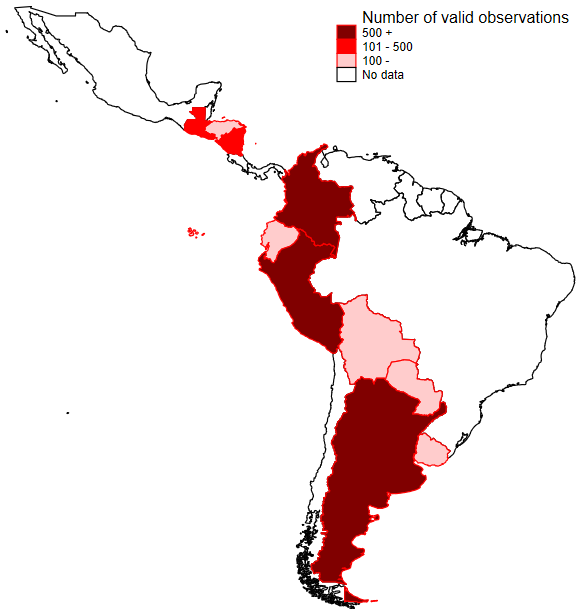 Number of valid observations
500 +
101 - 500
100 -
No data